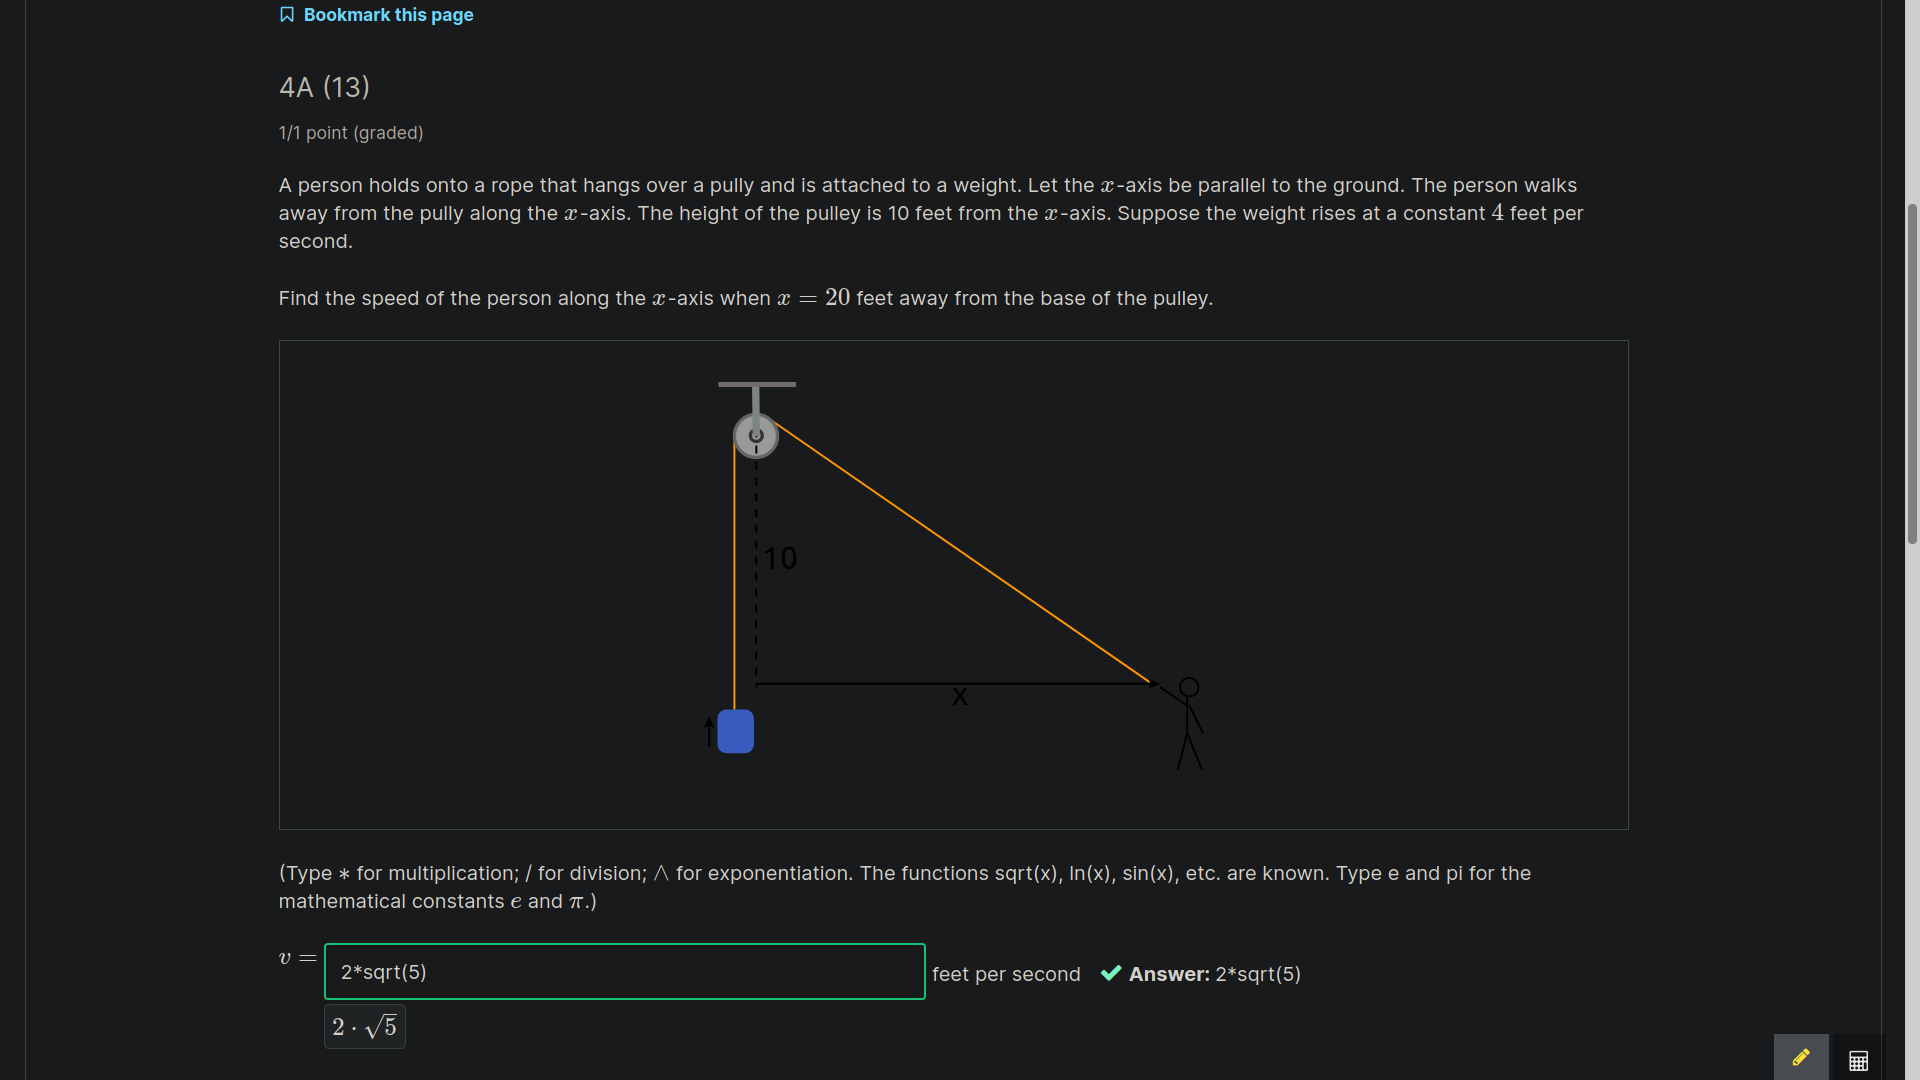 Bookmark this page
4A (13)
1/1 point (graded)
A person holds onto a rope that hangs over a pully and is attached to a weight. Let the x-axis be parallel to the ground. The person walks
away from the pully along the x-axis. The height of the pulley is 10 feet from the x-axis. Suppose the weight rises at a constant 4 feet per
second.
Find the speed of the person along the x-axis when x = 20 feet away from the base of the pulley.
10
x
(Type * for multiplication; / for division; ∧ for exponentiation. The functions sqrt(x), ln(x), sin(x), etc. are known. Type e and pi for the
mathematical constants e and π.)
v = 2*sqrt(5) feet per second ✔ Answer: 2*sqrt(5)
2 · √5